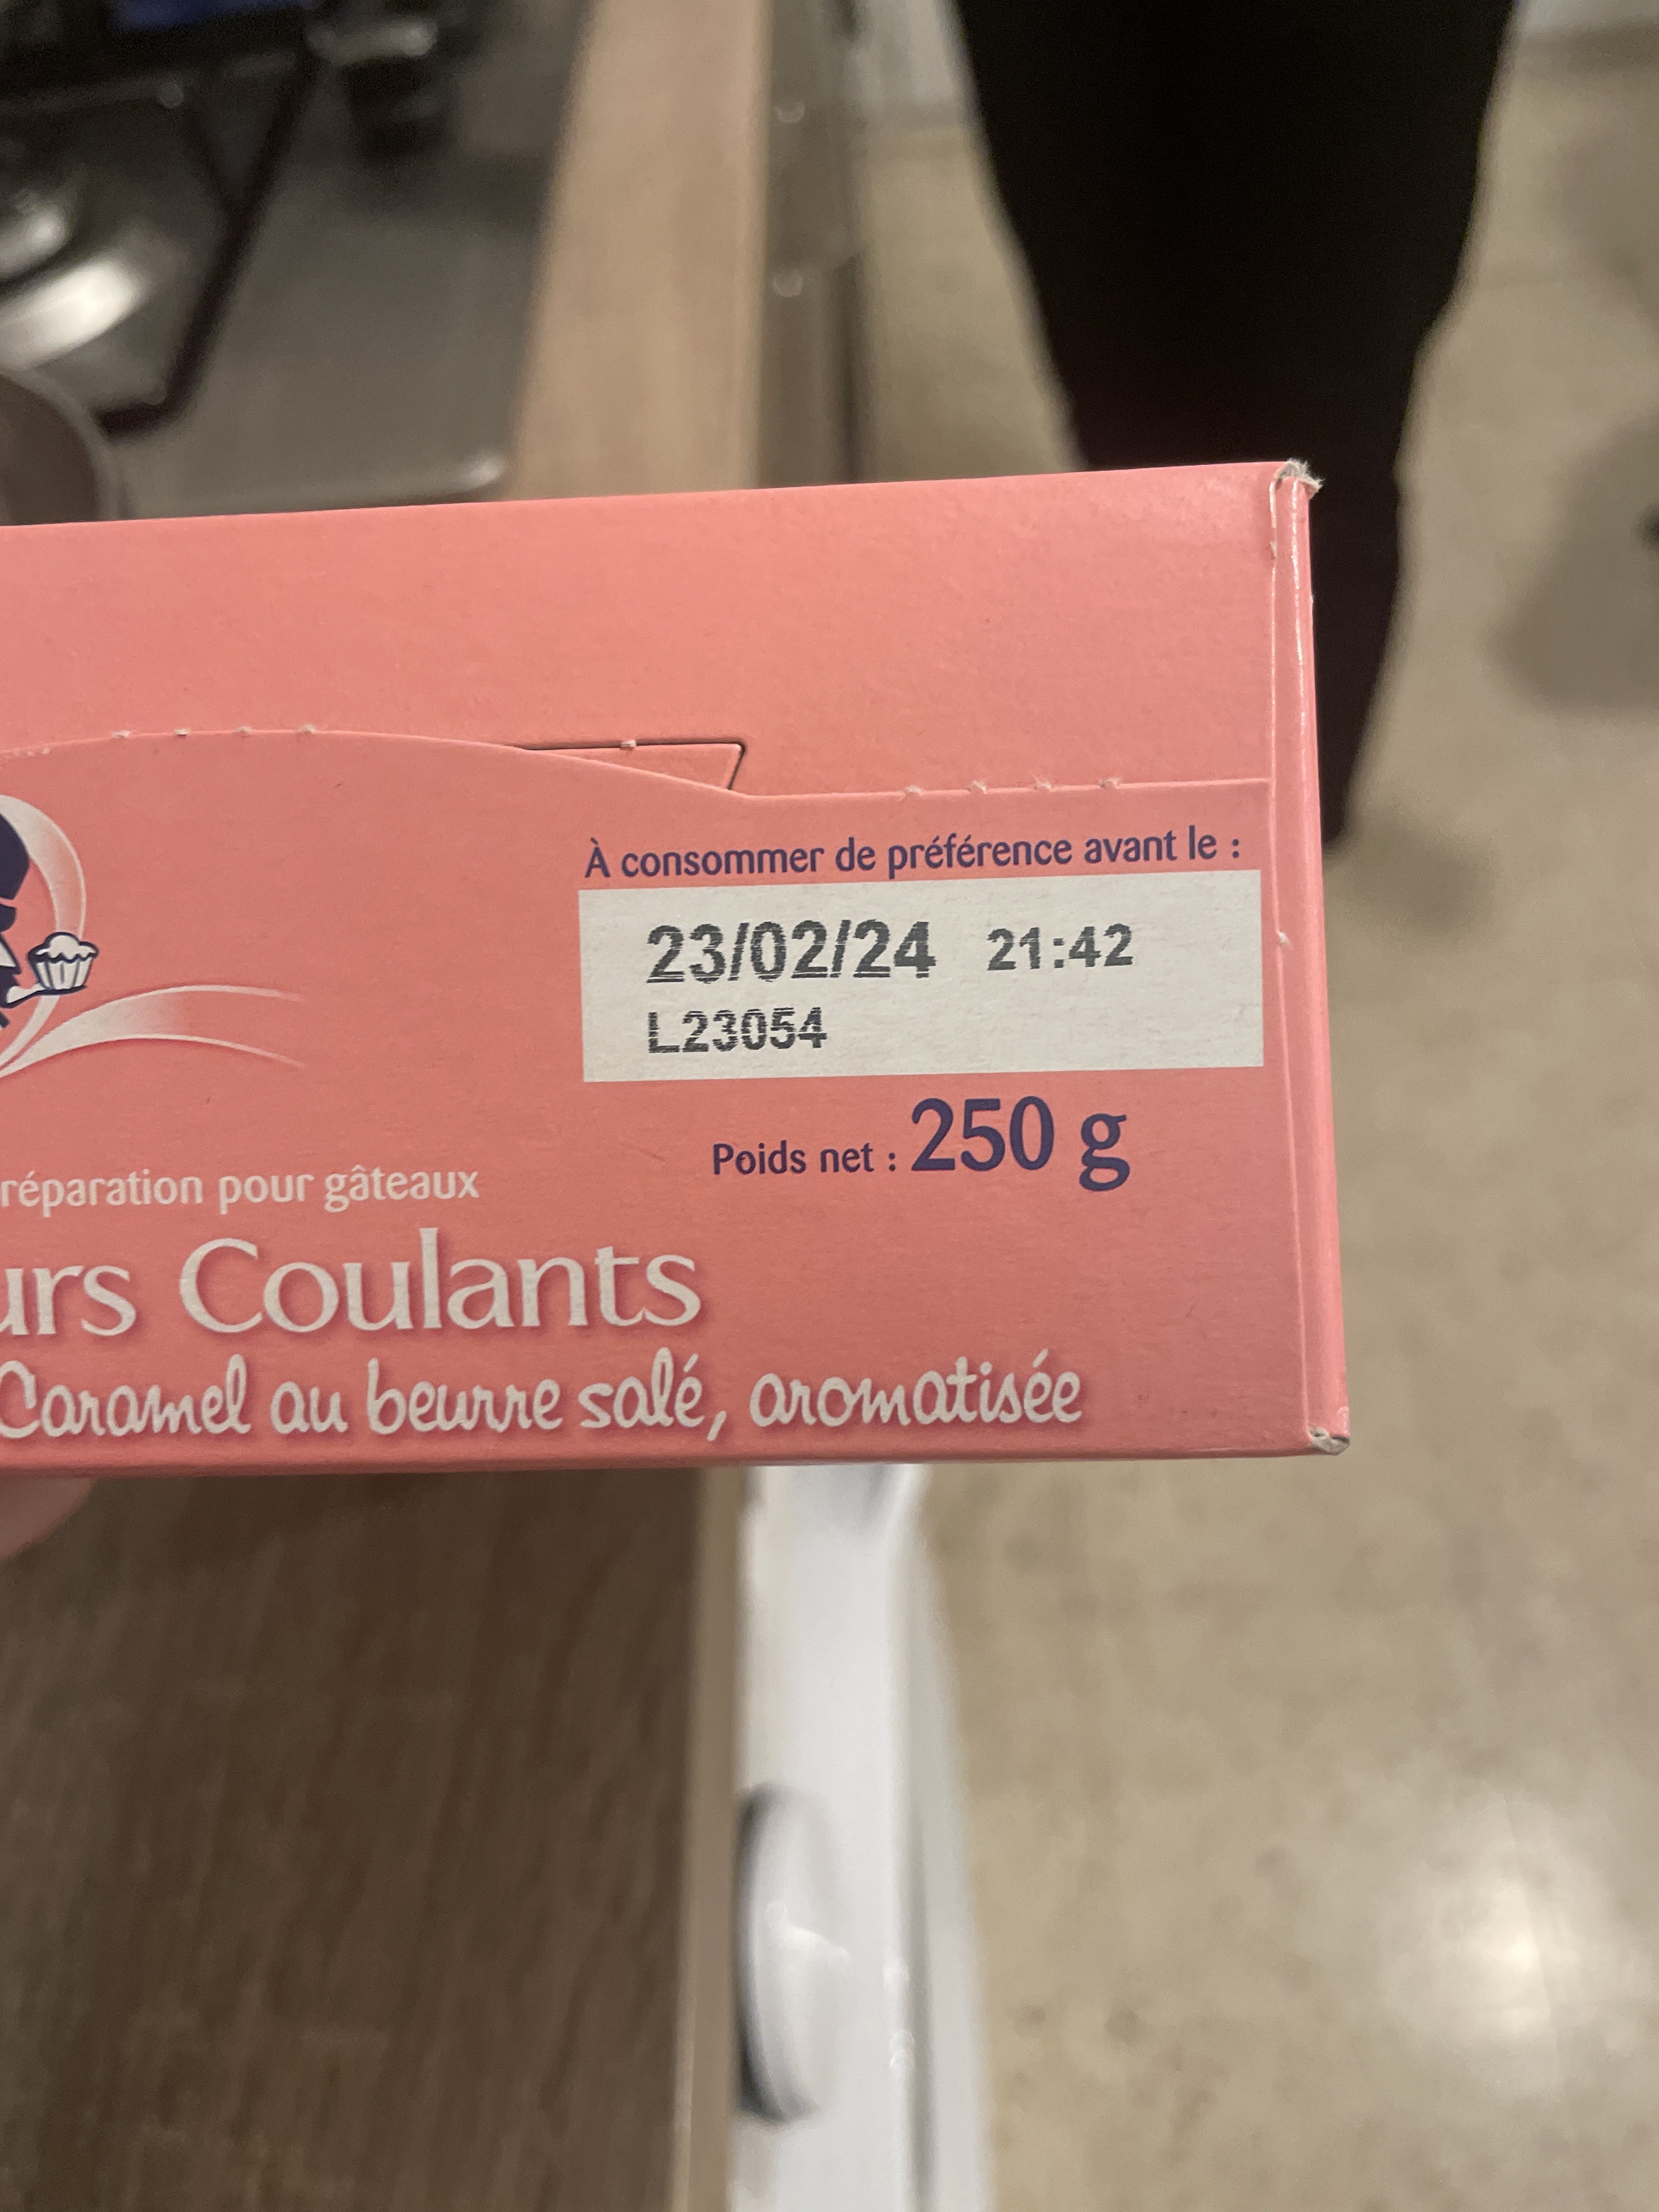 À consommer de préférence avant le :
23/02/24 21:42
L23054
Poids net : 250 g
réparation pour gâteaux
urs Coulants
Caramel au beurre salé, aromatisée